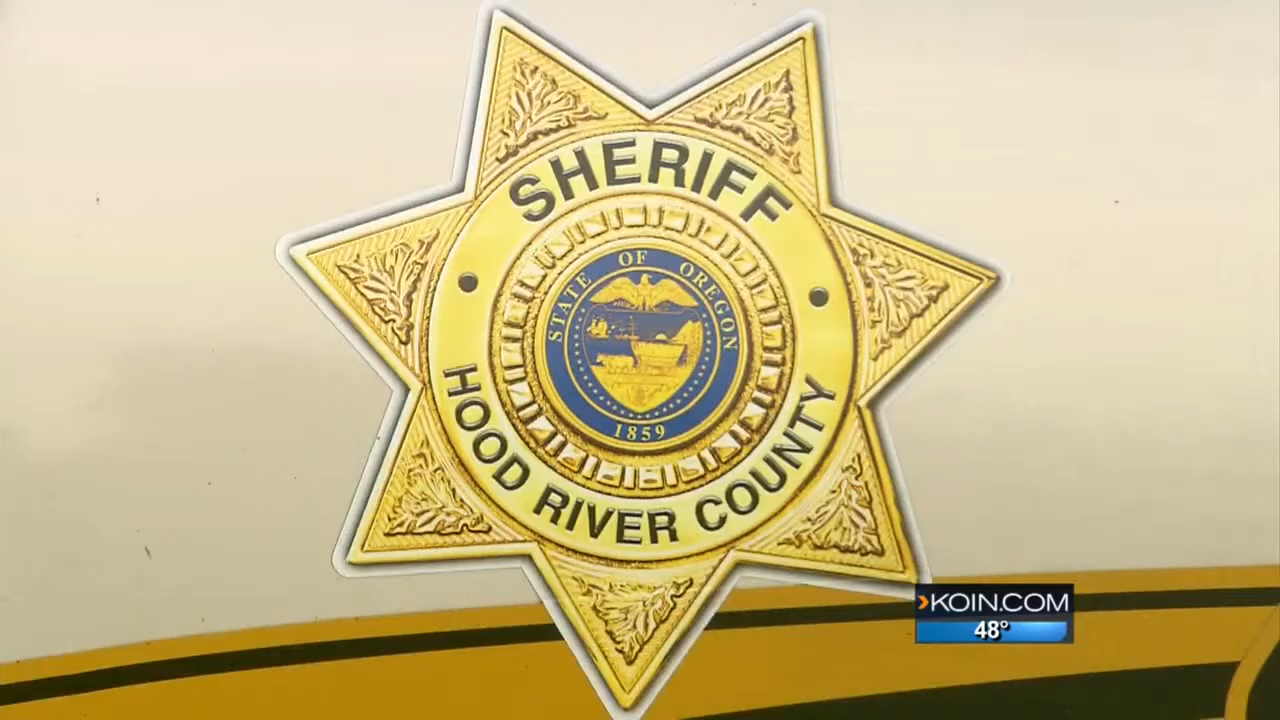 SHERIFF
STATE OF OREGON
1859
HOOD RIVER COUNTY
KOIN.COM
48°